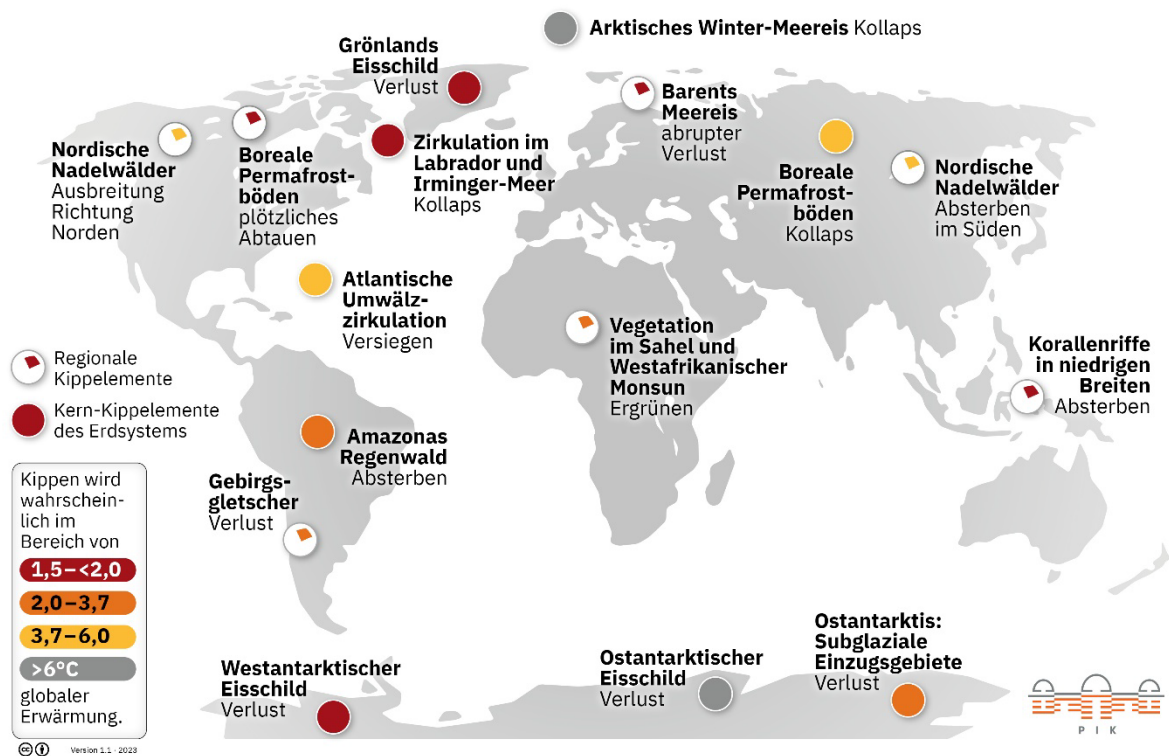 Arktisches Winter-Meereis Kollaps
Grönlands
Eisschild
Verlust
Barents
Meereis
abrupter
Verlust
Nordische
Nadelwälder
Ausbreitung
Richtung
Norden
Boreale
Permafrost-
böden
plötzliches
Abtauen
Zirkulation im
Labrador und
Irminger-Meer
Kollaps
Boreale
Permafrost-
böden
Kollaps
Nordische
Nadelwälder
Absterben
im Süden
Atlantische
Umwälz-
zirkulation
Versiegen
Vegetation
im Sahel und
Westafrikanischer
Monsun
Ergrünen
Korallenriffe
in niedrigen
Breiten
Absterben
Regionale
Kippelemente
Kern-Kippelemente
des Erdsystems
Amazonas
Regenwald
Absterben
Gebirgs-
gletscher
Verlust
Kippen wird
wahrschein-
lich im
Bereich von
1,5–<2,0
2,0–3,7
3,7–6,0
>6°C
globaler
Erwärmung.
Westantarktischer
Eisschild
Verlust
Ostantarktischer
Eisschild
Verlust
Ostantarktis:
Subglaziale
Einzugsgebiete
Verlust
P I K
cc Version 1.1 · 2023